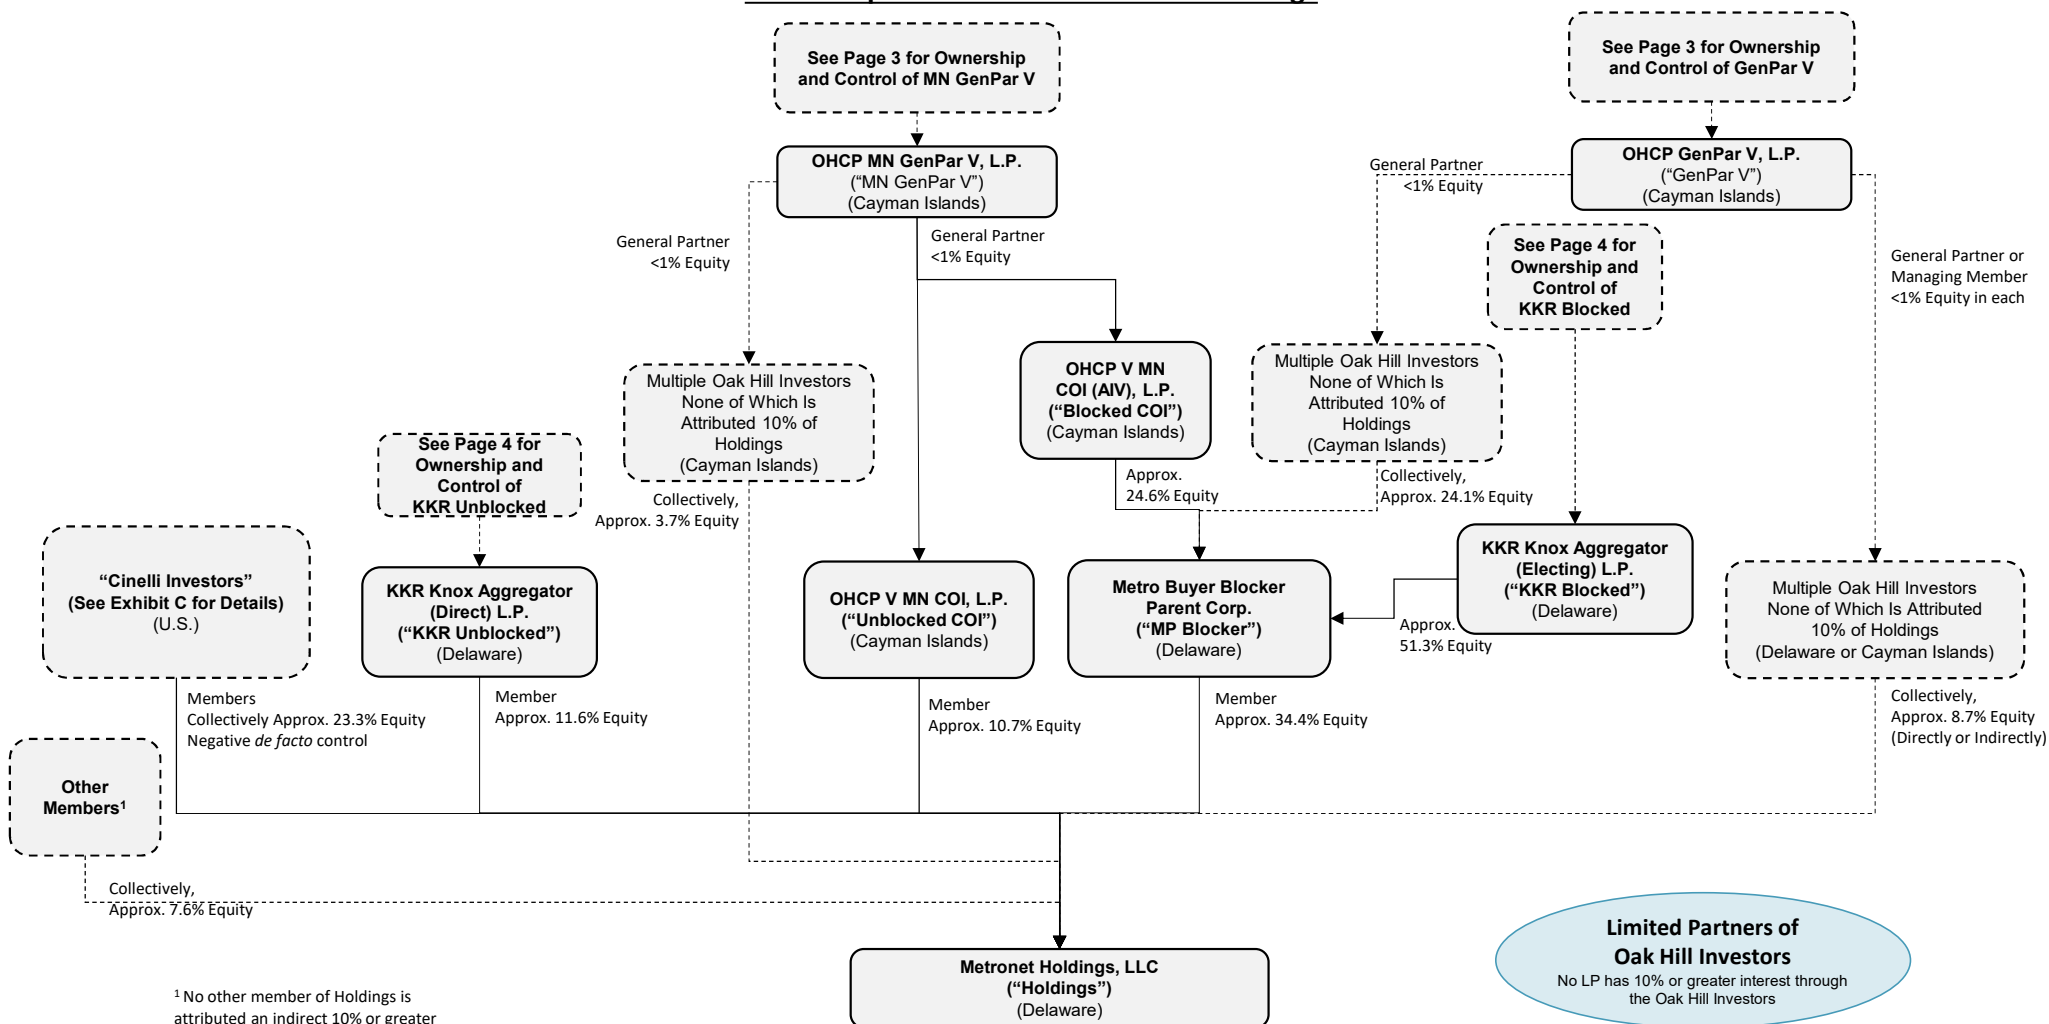 See Page 3 for Ownership
and Control of MN GenPar V
See Page 3 for Ownership
and Control of GenPar V
OHCP MN GenPar V, L.P.
(“MN GenPar V”)
(Cayman Islands)
OHCP GenPar V, L.P.
(“GenPar V”)
(Cayman Islands)
General Partner
<1% Equity
General Partner
<1% Equity
General Partner
<1% Equity
General Partner or
Managing Member
<1% Equity in each
See Page 4 for
Ownership and
Control of
KKR Blocked
Multiple Oak Hill Investors
None of Which Is
Attributed 10% of
Holdings
(Cayman Islands)
OHCP V MN
COI (AIV), L.P.
(“Blocked COI”)
(Cayman Islands)
Multiple Oak Hill Investors
None of Which Is
Attributed 10% of
Holdings
(Cayman Islands)
See Page 4 for
Ownership and
Control of
KKR Unblocked
Collectively,
Approx. 3.7% Equity
Approx.
24.6% Equity
Collectively,
Approx. 24.1% Equity
“Cinelli Investors”
(See Exhibit C for Details)
(U.S.)
KKR Knox Aggregator
(Direct) L.P.
(“KKR Unblocked”)
(Delaware)
OHCP V MN COI, L.P.
(“Unblocked COI”)
(Cayman Islands)
Metro Buyer Blocker
Parent Corp.
(“MP Blocker”)
(Delaware)
KKR Knox Aggregator
(Electing) L.P.
(“KKR Blocked”)
(Delaware)
Approx.
51.3% Equity
Multiple Oak Hill Investors
None of Which Is Attributed
10% of Holdings
(Delaware or Cayman Islands)
Members
Collectively Approx. 23.3% Equity
Negative de facto control
Member
Approx. 11.6% Equity
Member
Approx. 10.7% Equity
Member
Approx. 34.4% Equity
Collectively,
Approx. 8.7% Equity
(Directly or Indirectly)
Other
Members¹
Collectively,
Approx. 7.6% Equity
Metronet Holdings, LLC
(“Holdings”)
(Delaware)
Limited Partners of
Oak Hill Investors
No LP has 10% or greater interest through
the Oak Hill Investors
¹ No other member of Holdings is
attributed an indirect 10% or greater